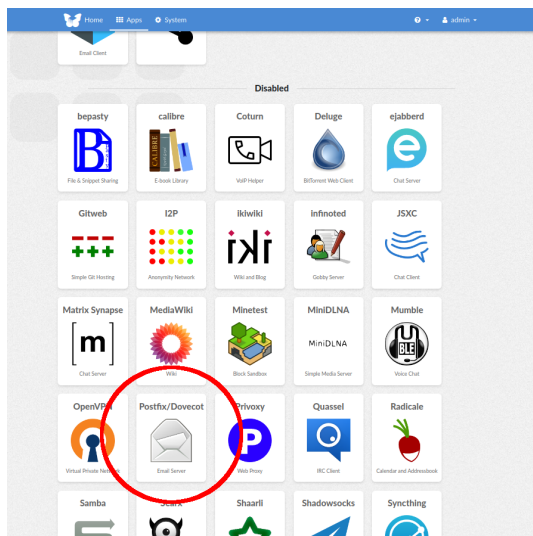 Home Apps System admin
Email Client
Disabled
bepasty calibre Coturn Deluge ejabberd
CALIBRE
File & Snippet Sharing E-book Library VoIP Helper BitTorrent Web Client Chat Server
Gitweb I2P ikiwiki infinoted JSXC
iki
Simple Git Hosting Anonymity Network Wiki and Blog Gobby Server Chat Client
Matrix Synapse MediaWiki Minetest MiniDLNA Mumble
[m] MiniDLNA BLE
Chat Server Wiki Block Sandbox Simple Media Server Voice Chat
OpenVPN Postfix/Dovecot Privoxy Quassel Radicale
P
Virtual Private Network Email Server Web Proxy IRC Client Calendar and Addressbook
Samba Searx Shaarli Shadowsocks Syncthing